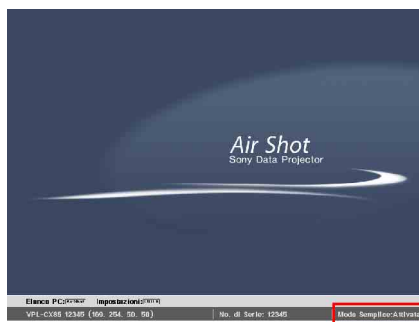 Air Shot
Sony Data Projector
Elenco PC: Impostazioni:
VPL-CX85 12345 (169. 254. 50. 50) No. di Serie: 12345 Modo Semplice:Attivata